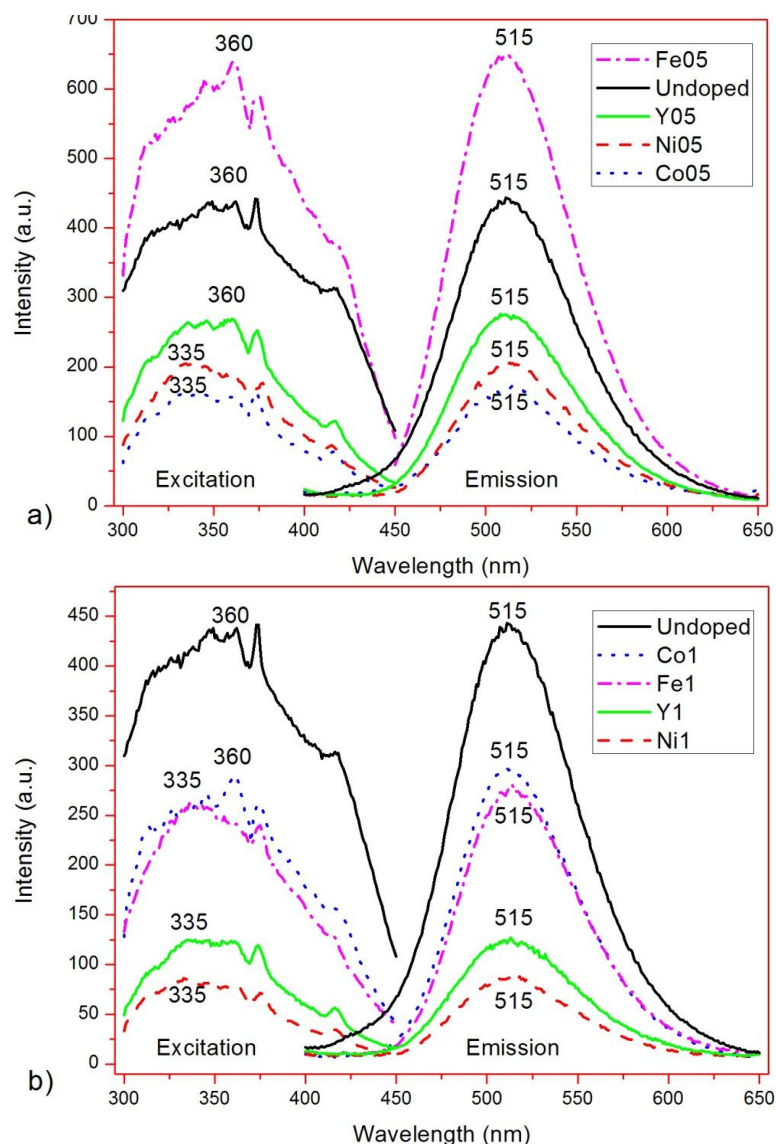 700
600
500
400
300
200
100
0
Intensity (a.u.)
360
515
Fe05
Undoped
Y05
Ni05
Co05
360
515
360
515
335
515
335
515
Excitation
Emission
300 350 400 450 500 550 600 650
a)
Wavelength (nm)
450
400
350
300
250
200
150
100
50
0
Intensity (a.u.)
360
515
Undoped
Co1
Fe1
Y1
Ni1
335
360
515
515
335
515
335
515
Excitation
Emission
300 350 400 450 500 550 600 650
b)
Wavelength (nm)